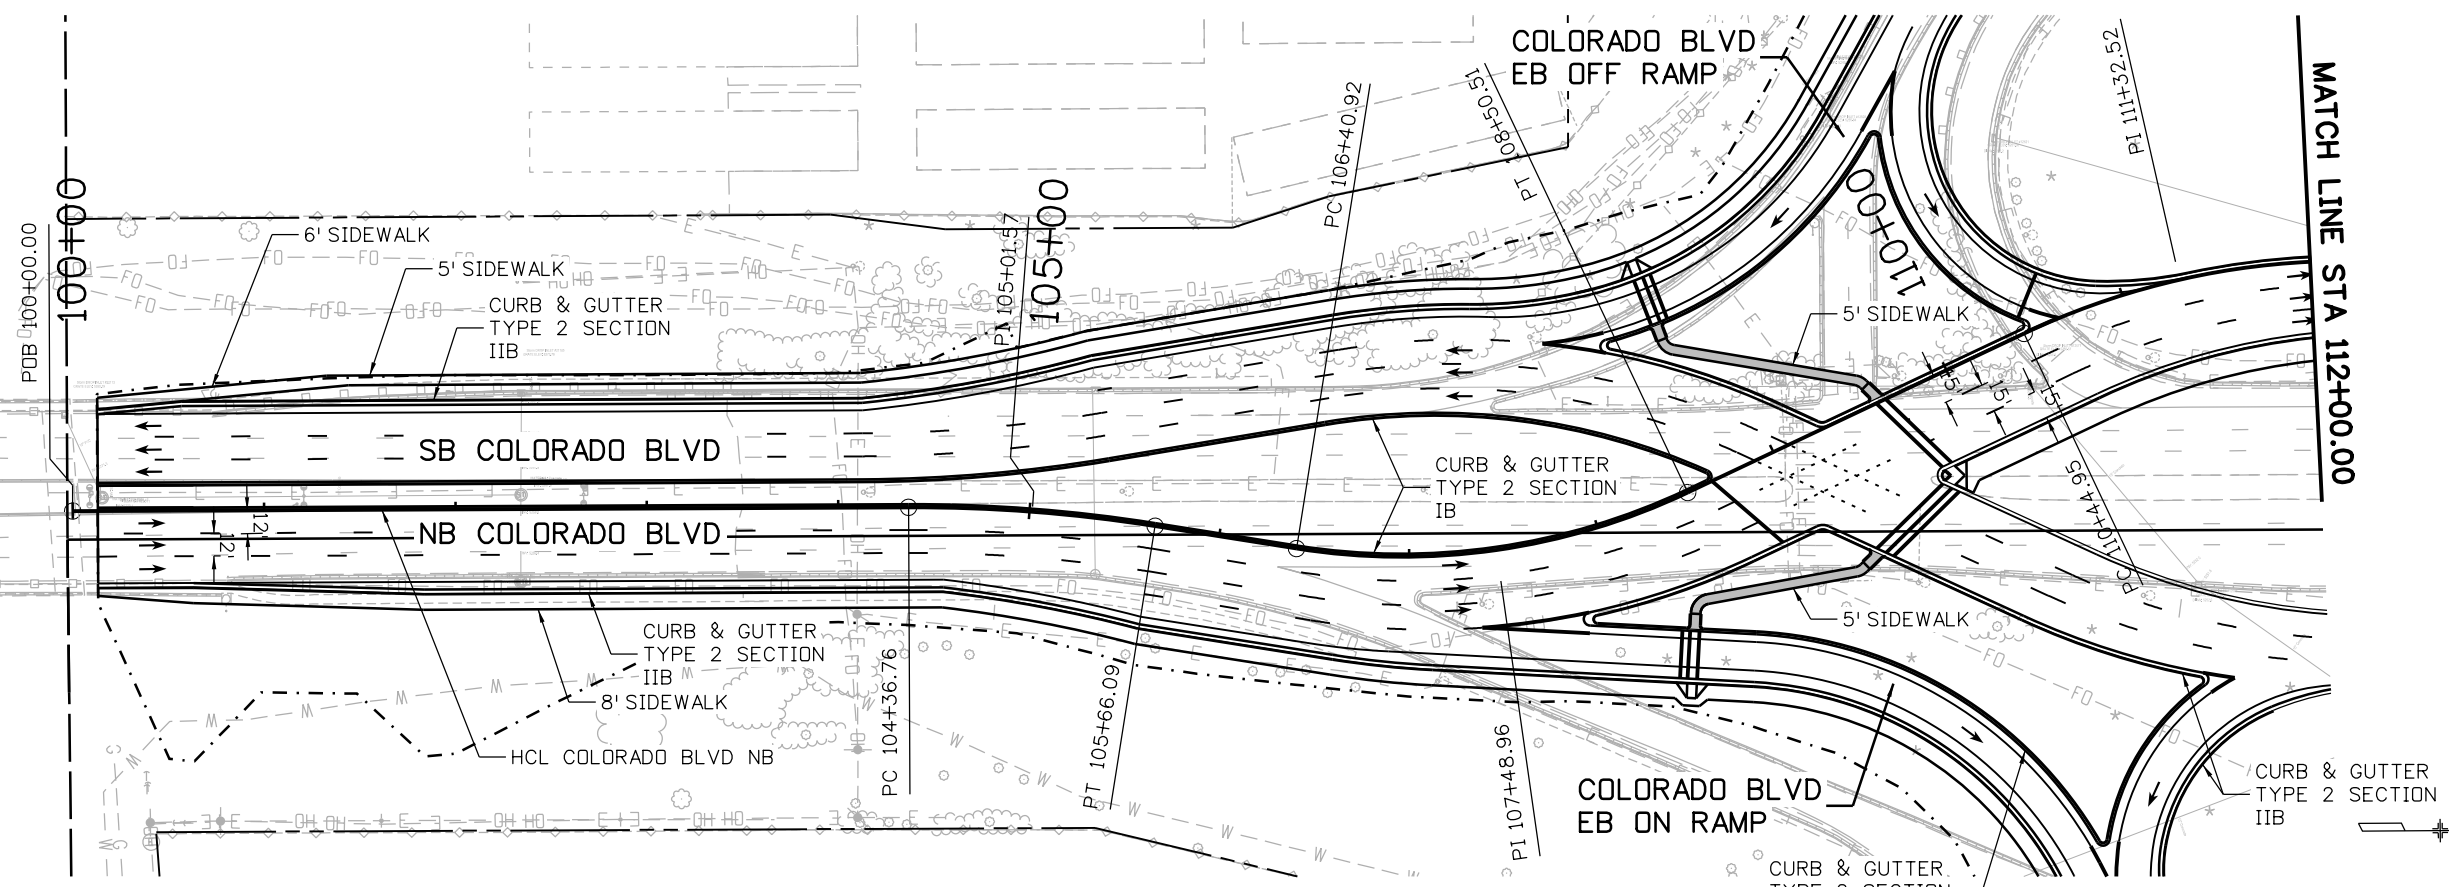 COLORADO BLVD
EB OFF RAMP
MATCH LINE STA 112+00.00
POB 100+00.00
100+00
6' SIDEWALK
5' SIDEWALK
CURB & GUTTER
TYPE 2 SECTION
IIB
PI 105+01.57
105+00
PC 106+40.92
PT 108+50.51
110+00
PI 111+32.52
5' SIDEWALK
15'
15'
15'
SB COLORADO BLVD
CURB & GUTTER
TYPE 2 SECTION
IB
12'
12'
NB COLORADO BLVD
PC 110+44.95
5' SIDEWALK
CURB & GUTTER
TYPE 2 SECTION
IIB
8' SIDEWALK
HCL COLORADO BLVD NB
PC 104+36.76
PT 105+66.09
PI 107+48.96
COLORADO BLVD
EB ON RAMP
CURB & GUTTER
TYPE 2 SECTION
IIB
CURB & GUTTER
TYPE 2 SECTION